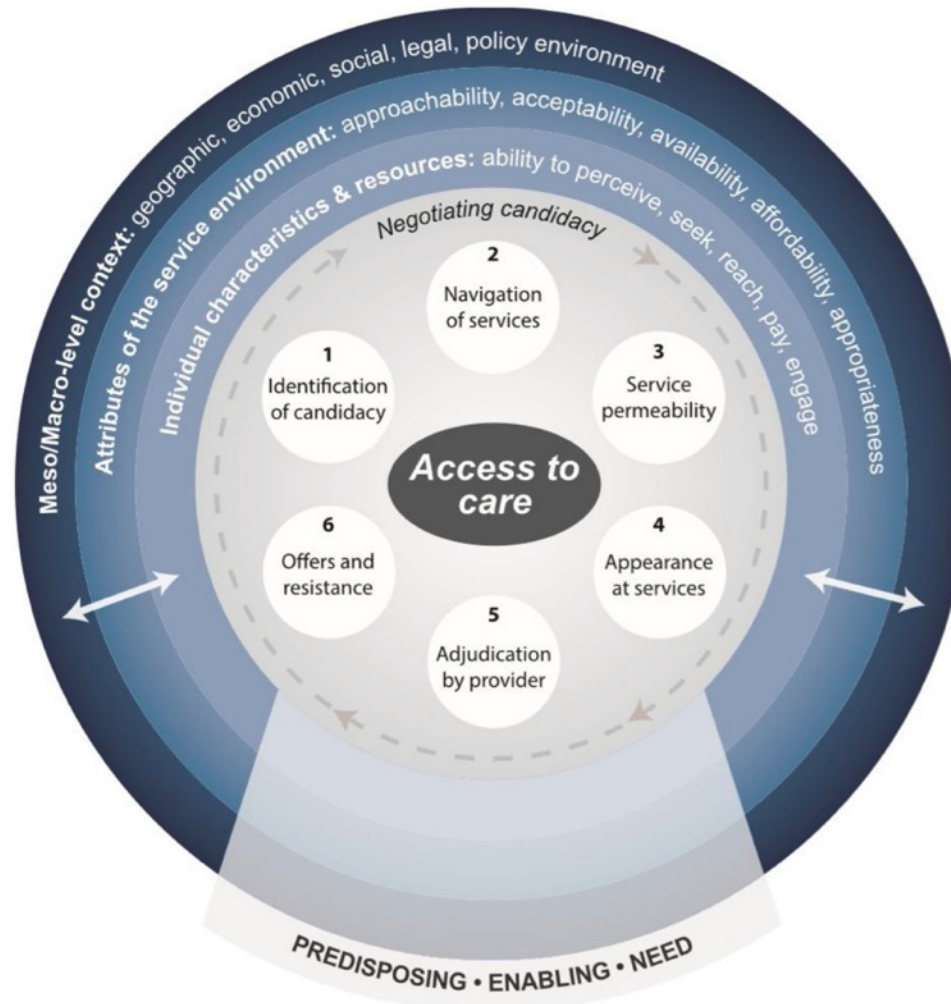 Meso/Macro-level context: geographic, economic, social, legal, policy environment
Attributes of the service environment: approachability, acceptability, availability, affordability, appropriateness
Individual characteristics & resources: ability to perceive, seek, reach, pay, engage
Negotiating candidacy
1
Identification
of candidacy
2
Navigation
of services
3
Service
permeability
4
Appearance
at services
5
Adjudication
by provider
6
Offers and
resistance
Access to
care
PREDISPOSING • ENABLING • NEED